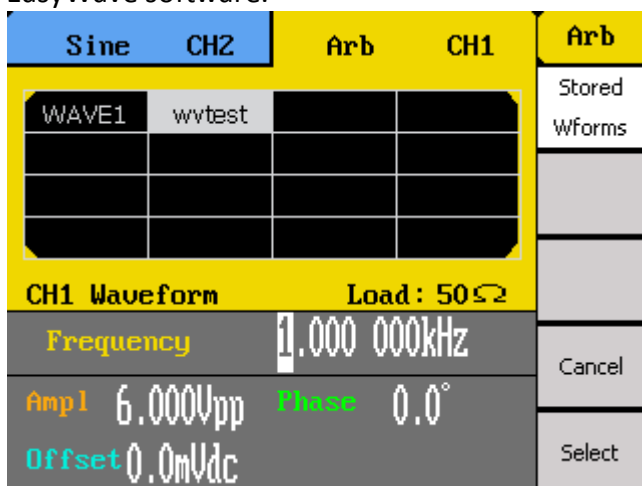 EasyWave software.
Sine CH2 Arb CH1 Arb
Stored
Wforms
WAVE1 wvtest
CH1 Waveform Load: 50Ω
Frequency 1.000 000kHz
Cancel
Ampl 6.000Vpp Phase 0.0°
Offset 0.0mVdc
Select